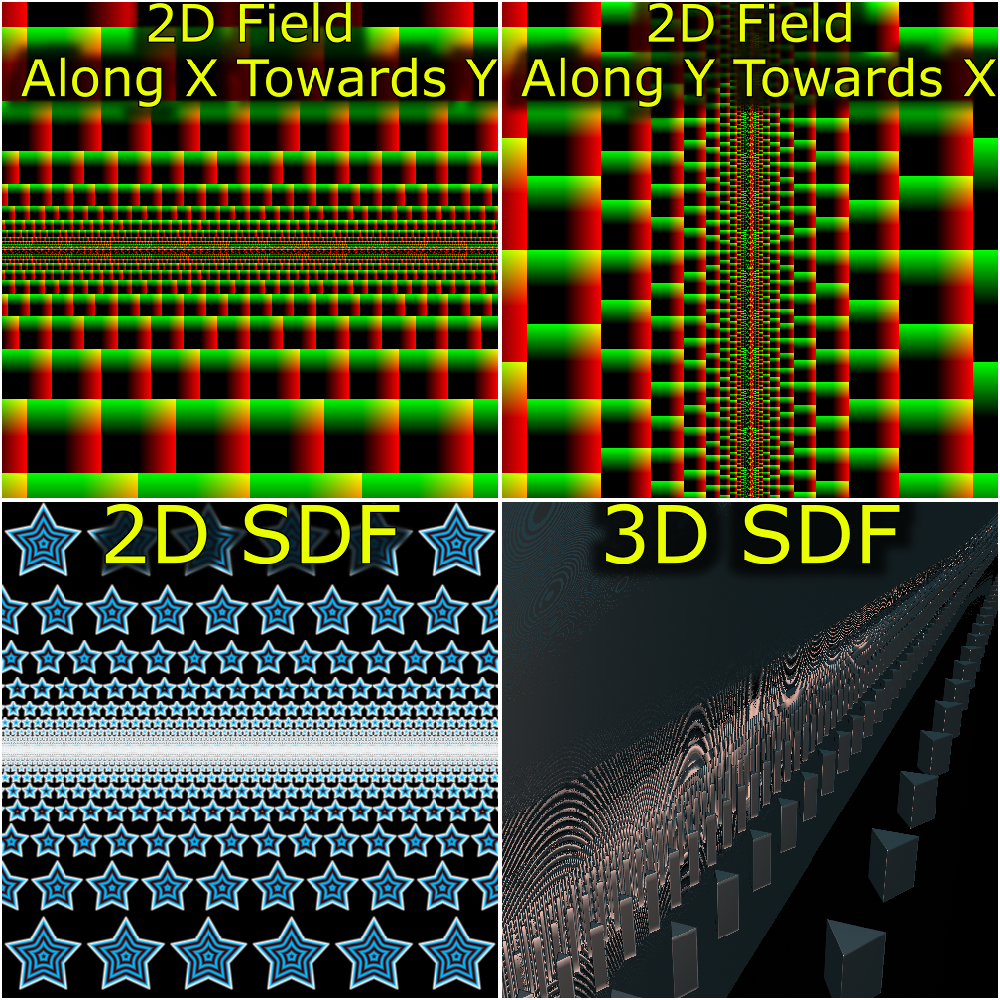 2D Field
Along X Towards Y
2D Field
Along Y Towards X
2D SDF
3D SDF